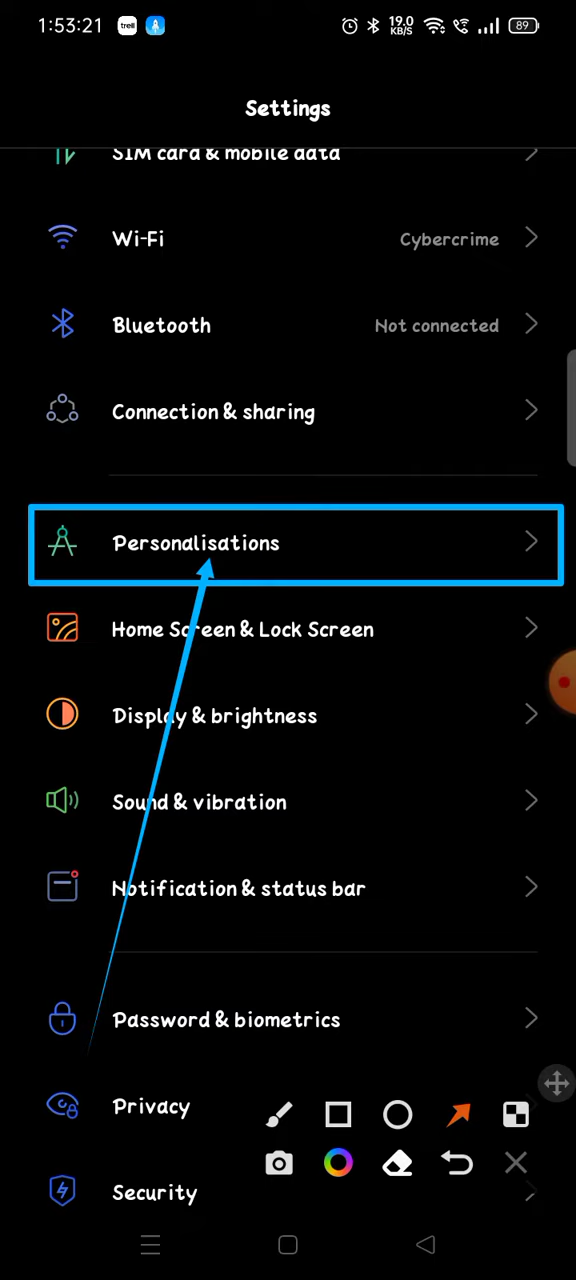 1:53:21 trell 19.0 KB/S 89
Settings
SIM card & mobile data
Wi-Fi Cybercrime
Bluetooth Not connected
Connection & sharing
Personalisations
Home Screen & Lock Screen
Display & brightness
Sound & vibration
Notification & status bar
Password & biometrics
Privacy
Security